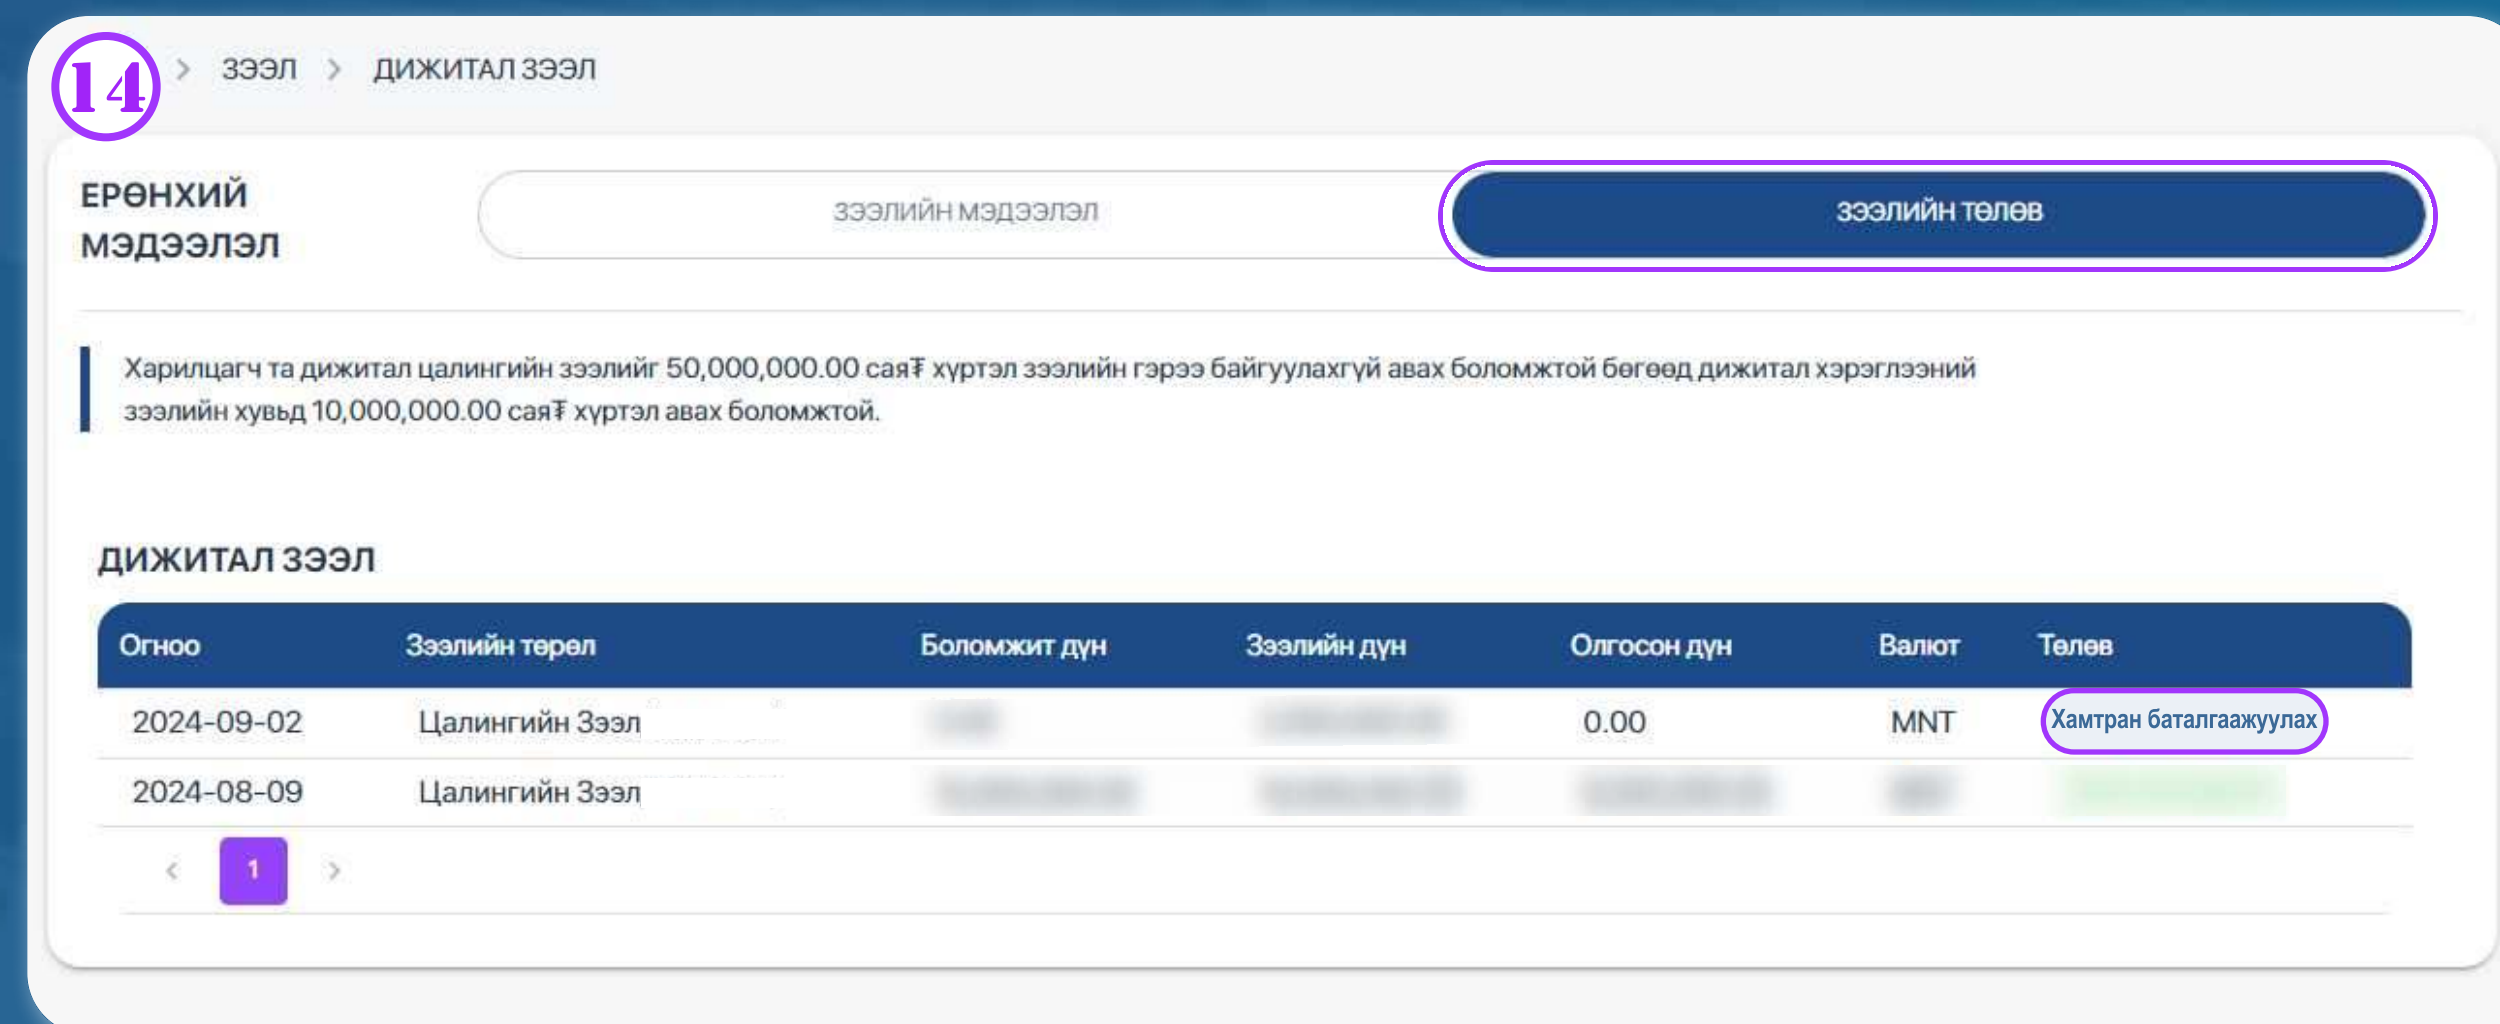 14 > ЗЭЭЛ > ДИЖИТАЛ ЗЭЭЛ
ЕРӨНХИЙ
МЭДЭЭЛЭЛ
ЗЭЭЛИЙН МЭДЭЭЛЭЛ ЗЭЭЛИЙН ТӨЛӨВ
Харилцагч та дижитал цалингийн зээлийг 50,000,000.00 сая₮ хүртэл зээлийн гэрээ байгуулахгүй авах боломжтой бөгөөд дижитал хэрэглээний
зээлийн хувьд 10,000,000.00 сая₮ хүртэл авах боломжтой.
ДИЖИТАЛ ЗЭЭЛ
Огноо Зээлийн төрөл Боломжит дүн Зээлийн дүн Олгосон дүн Валют Төлөв
2024-09-02 Цалингийн Зээл 0.00 MNT Хамтран баталгаажуулах
2024-08-09 Цалингийн Зээл
< 1 >